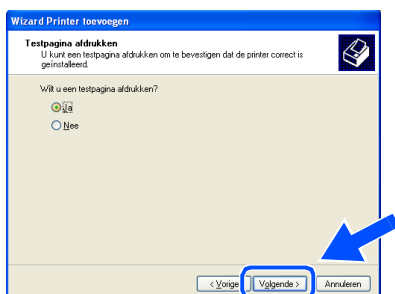 Wizard Printer toevoegen
Testpagina afdrukken
U kunt een testpagina afdrukken om te bevestigen dat de printer correct is
geïnstalleerd.
Wilt u een testpagina afdrukken?
Ja
Nee
< Vorige
Volgende >
Annuleren